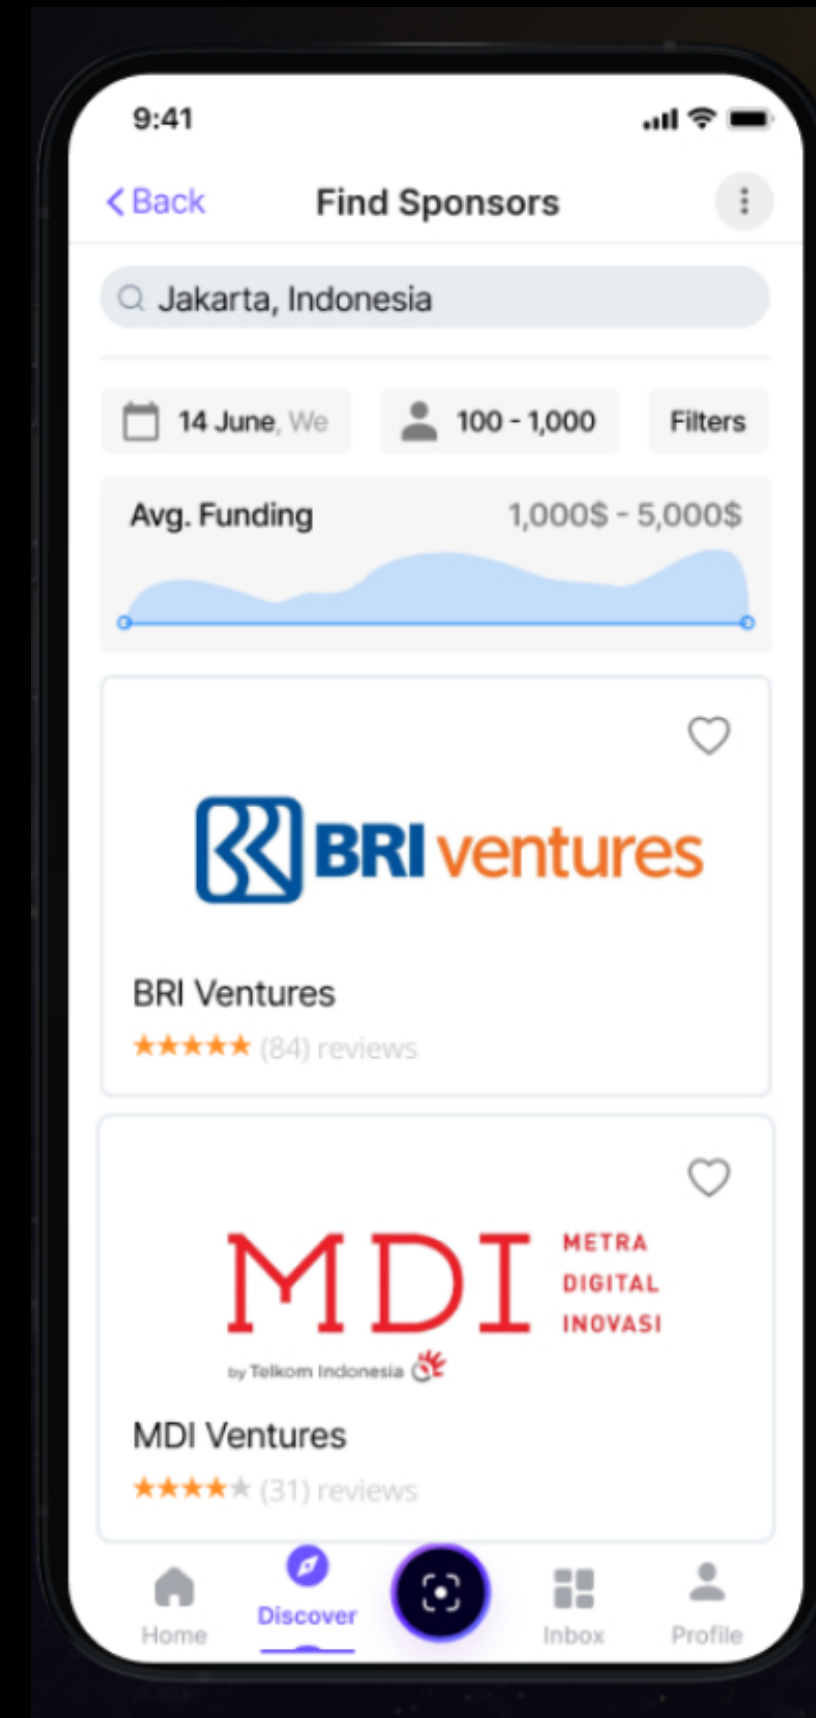 9:41
Back
Find Sponsors
Jakarta, Indonesia
14 June, We
100 - 1,000
Filters
Avg. Funding
1,000$ - 5,000$
BRI ventures
BRI Ventures
(84) reviews
MDI
METRA
DIGITAL
INOVASI
by Telkom Indonesia
MDI Ventures
(31) reviews
Home
Discover
Inbox
Profile